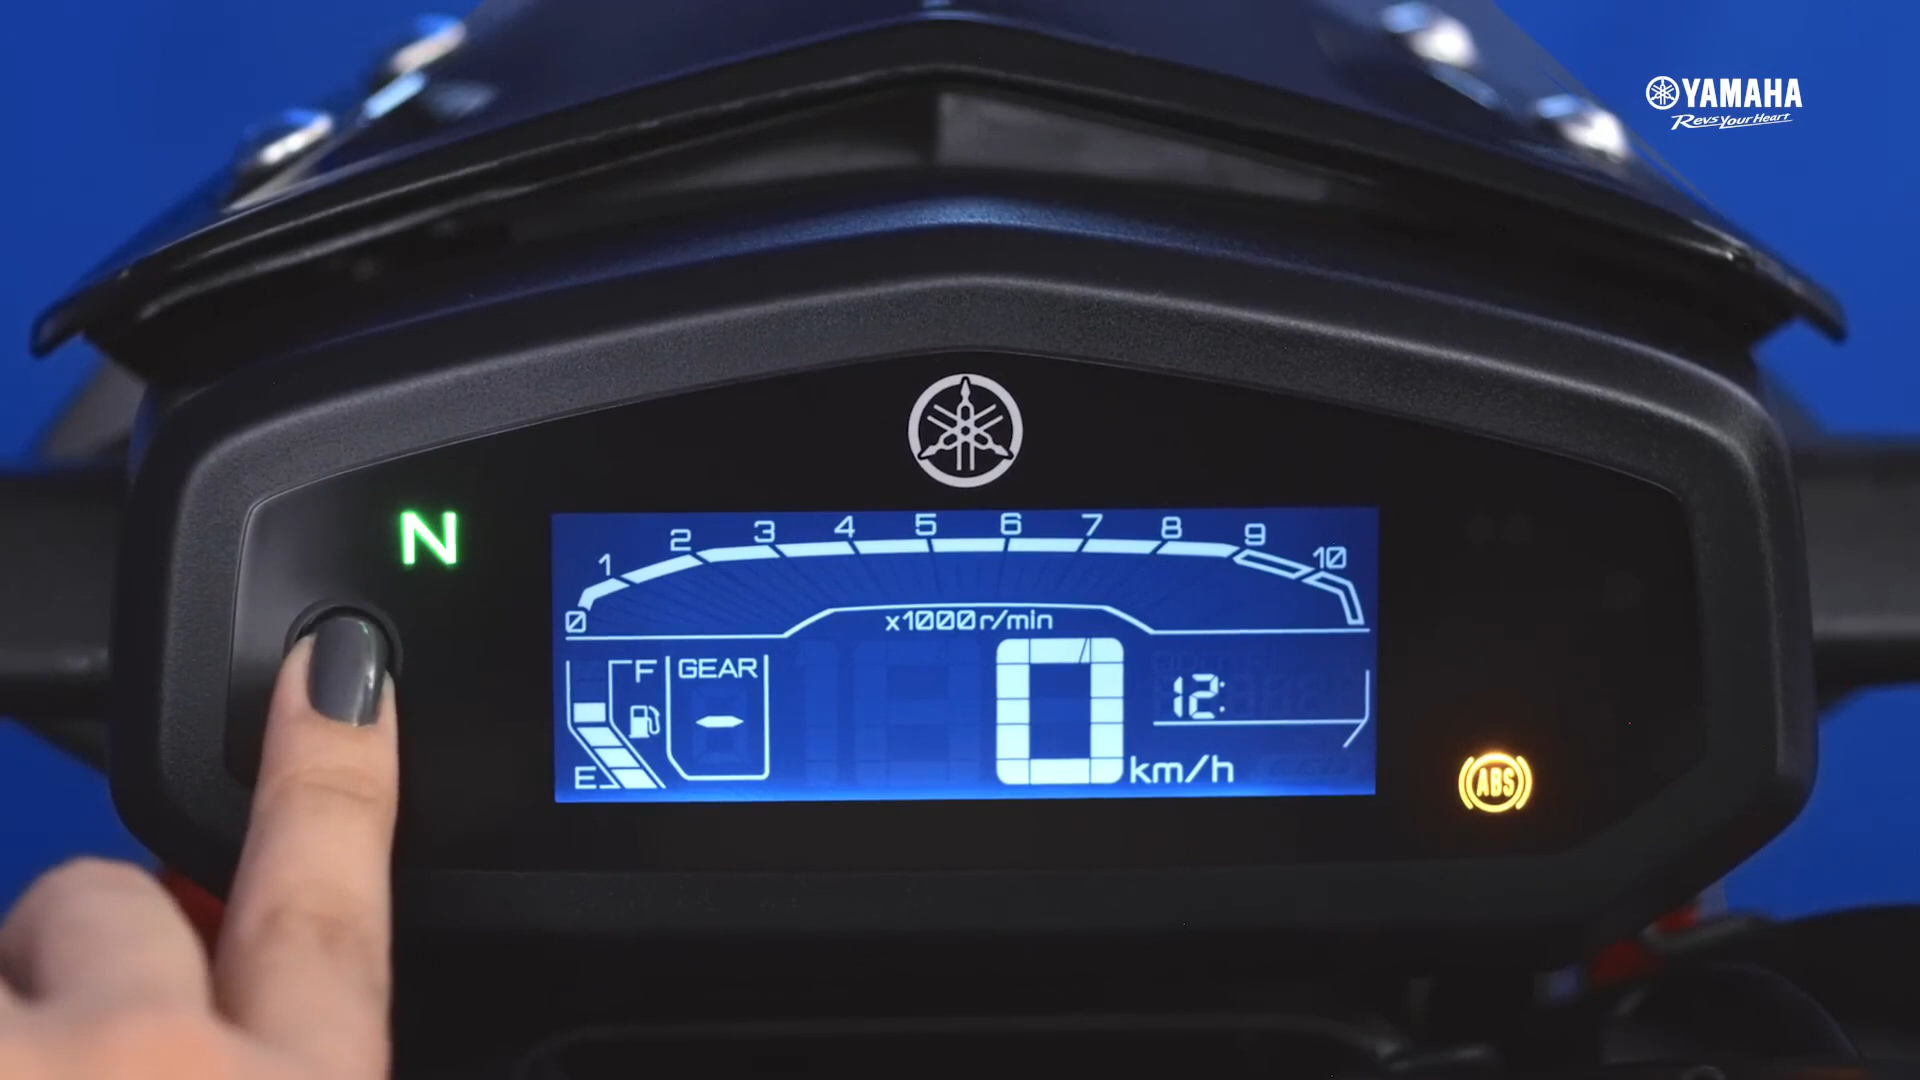 YAMAHA
Revs Your Heart
N
0 1 2 3 4 5 6 7 8 9 10
x1000 r/min
F
GEAR
-
12:
0
E
km/h
ABS